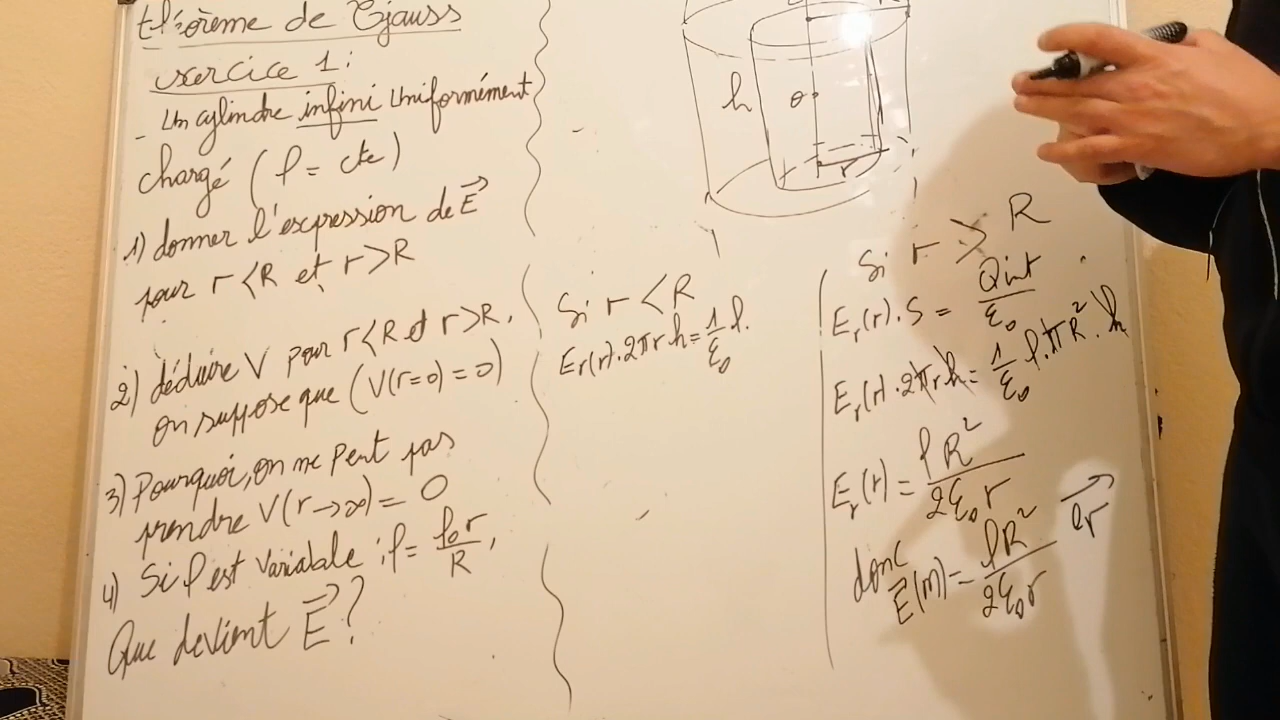 théorème de Gauss
exercice 1:
- Un cylindre infini Uniformément
chargé (ρ = cte)
1) donner l'expression de E⃗
pour r < R et r > R
2) déduire V pour r < R et r > R,
on suppose que (V(r=0) = 0)
3) Pourquoi, on ne peut pas
prendre V(r→∞) = 0
4) Si ρ est variable : ρ = ρ₀r/R,
Que devient E⃗ ?
h
O
r
Si r < R
Er(r)·2πr·h = 1/ε₀ ρ.
Si r > R
Er(r)·S = Qint/ε₀
Er(r)·2πrh = 1/ε₀ ρ·πR²·h
Er(r) = ρR²/2ε₀r
donc
E⃗(M) = ρR²/2ε₀r e⃗r